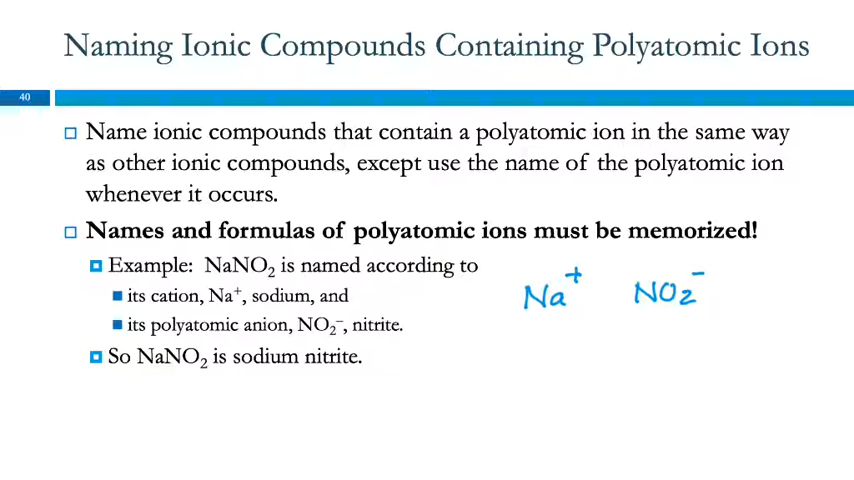 Naming Ionic Compounds Containing Polyatomic Ions
40
Name ionic compounds that contain a polyatomic ion in the same way
as other ionic compounds, except use the name of the polyatomic ion
whenever it occurs.
Names and formulas of polyatomic ions must be memorized!
Example: NaNO₂ is named according to
its cation, Na⁺, sodium, and
its polyatomic anion, NO₂⁻, nitrite.
So NaNO₂ is sodium nitrite.
Na⁺ NO₂⁻